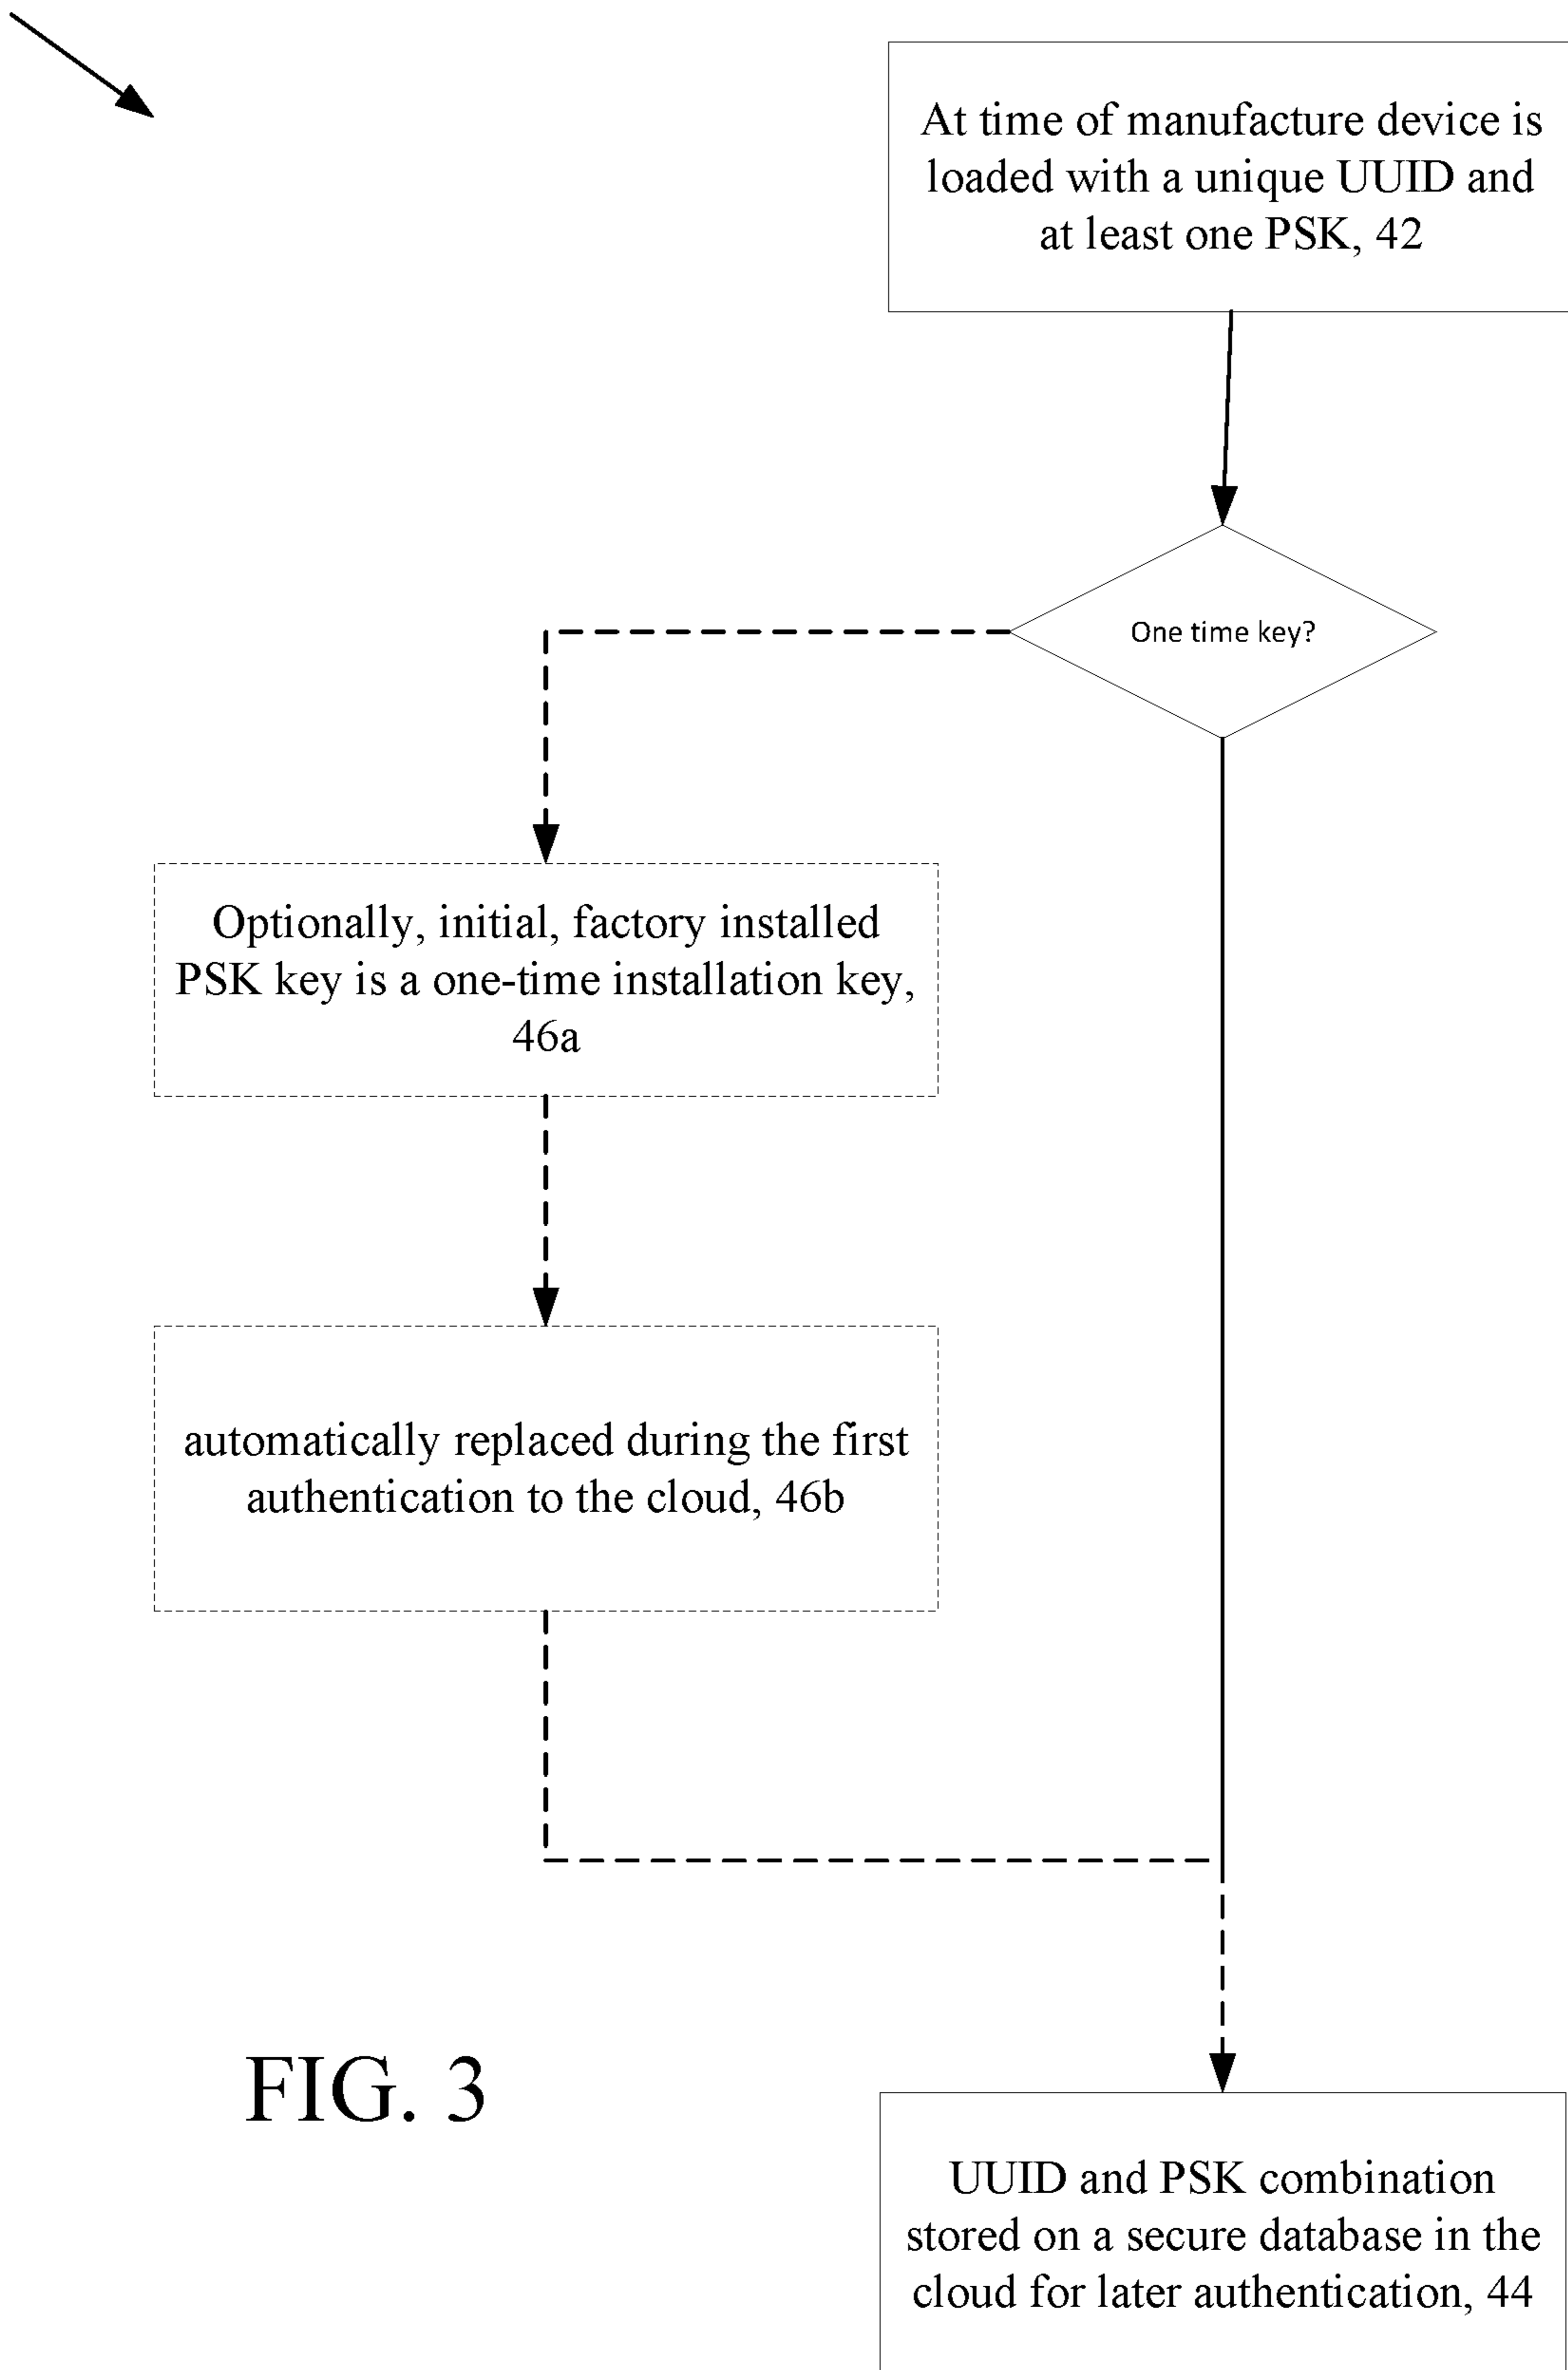 At time of manufacture device is
loaded with a unique UUID and
at least one PSK, 42
One time key?
Optionally, initial, factory installed
PSK key is a one-time installation key,
46a
automatically replaced during the first
authentication to the cloud, 46b
FIG. 3
UUID and PSK combination
stored on a secure database in the
cloud for later authentication, 44